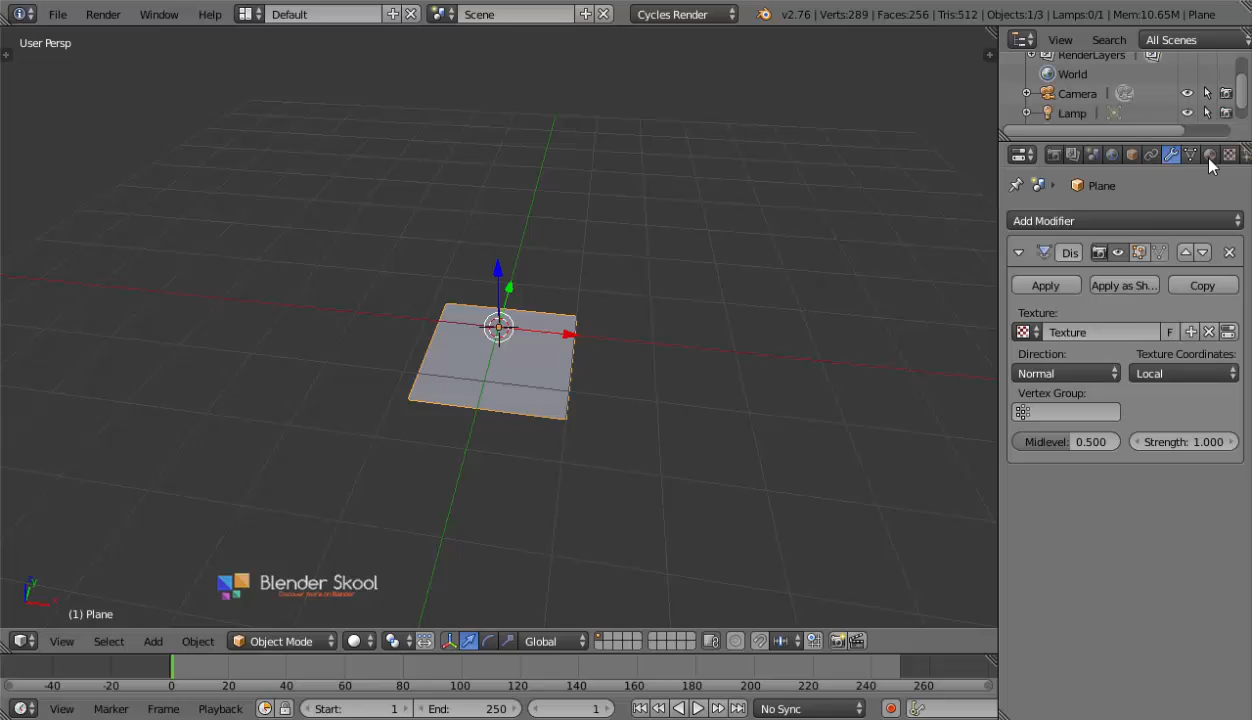 File Render Window Help Default Scene Cycles Render v2.76 | Verts:289 | Faces:256 | Tris:512 | Objects:1/3 | Lamps:0/1 | Mem:10.65M | Plane
User Persp
View Search All Scenes
RenderLayers
World
Camera
Lamp
Plane
Add Modifier
Dis
Apply Apply as Sh... Copy
Texture:
Texture F
Direction: Texture Coordinates:
Normal Local
Vertex Group:
Midlevel: 0.500 Strength: 1.000
Blender Skool
Discover more on Blender
(1) Plane
View Select Add Object Object Mode Global
-40 -20 0 20 40 60 80 100 120 140 160 180 200 220 240 260
View Marker Frame Playback Start: 1 End: 250 1 No Sync